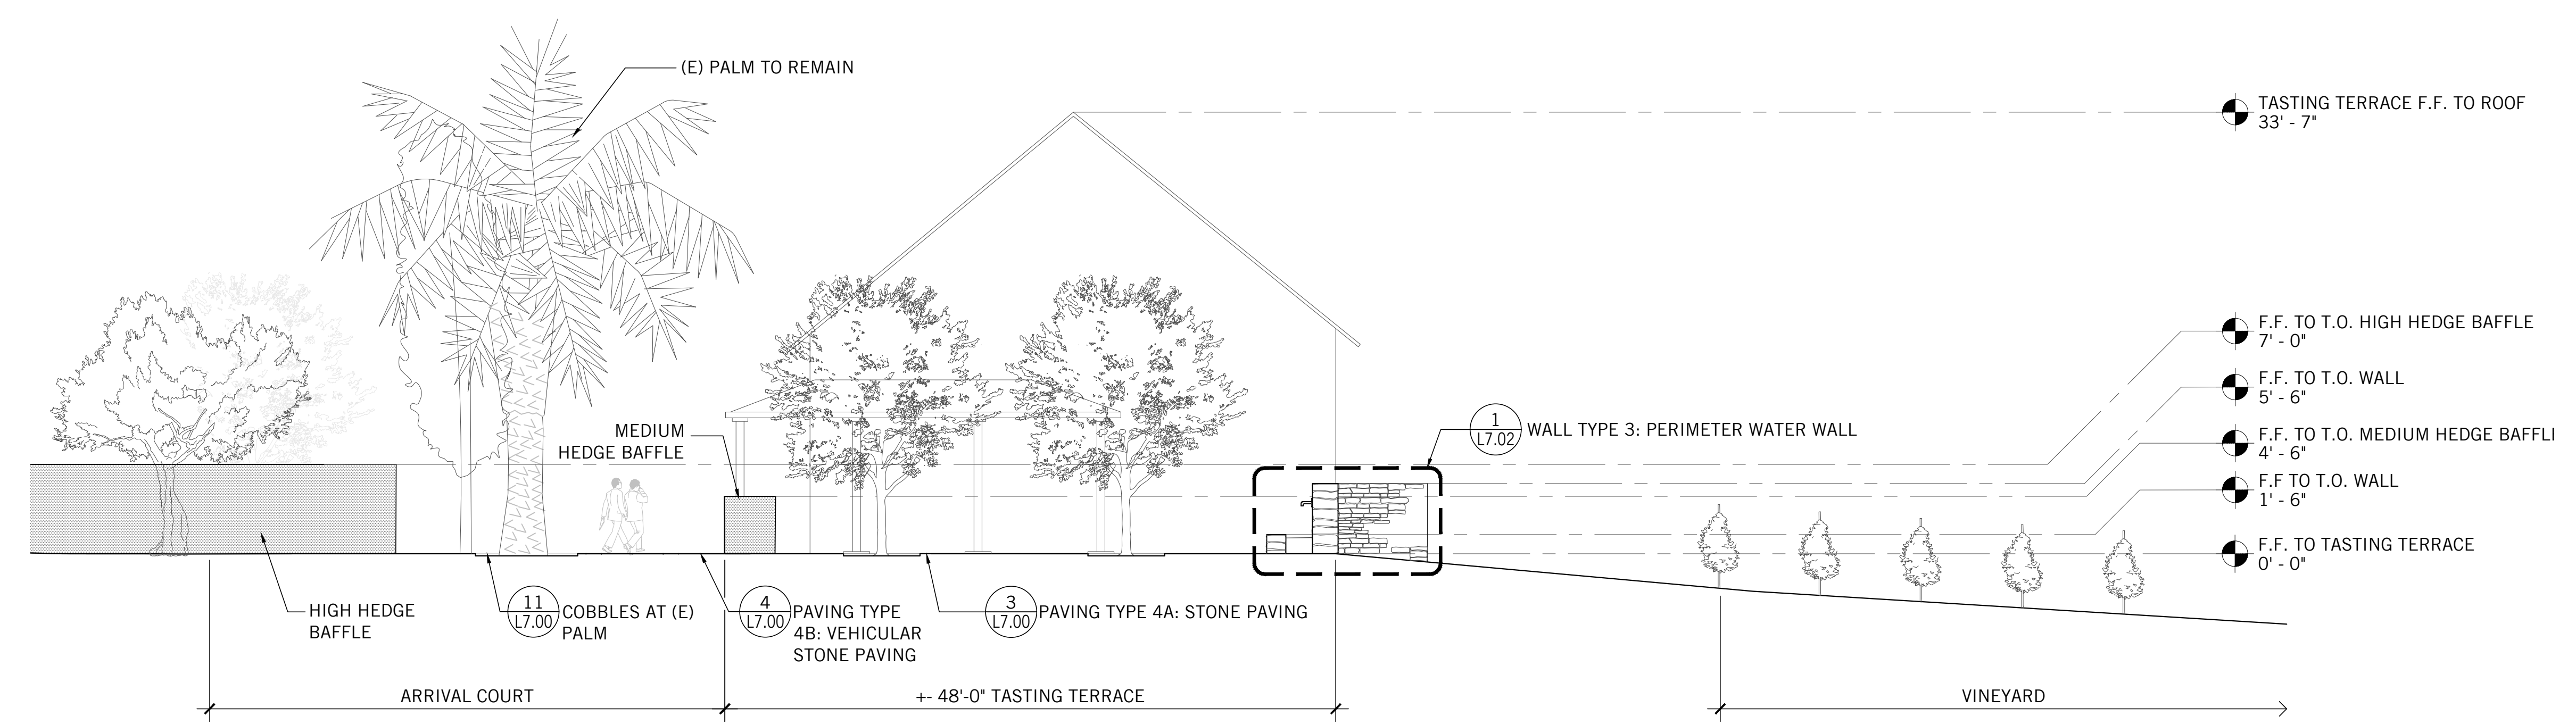 (E) PALM TO REMAIN
TASTING TERRACE F.F. TO ROOF
33' - 7"
F.F. TO T.O. HIGH HEDGE BAFFLE
7' - 0"
F.F. TO T.O. WALL
5' - 6"
F.F. TO T.O. MEDIUM HEDGE BAFFLI
4' - 6"
F.F TO T.O. WALL
1' - 6"
F.F. TO TASTING TERRACE
0' - 0"
MEDIUM
HEDGE BAFFLE
1
L7.02
WALL TYPE 3: PERIMETER WATER WALL
HIGH HEDGE
BAFFLE
11
L7.00
COBBLES AT (E)
PALM
4
L7.00
PAVING TYPE
4B: VEHICULAR
STONE PAVING
3
L7.00
PAVING TYPE 4A: STONE PAVING
ARRIVAL COURT
+- 48'-0" TASTING TERRACE
VINEYARD